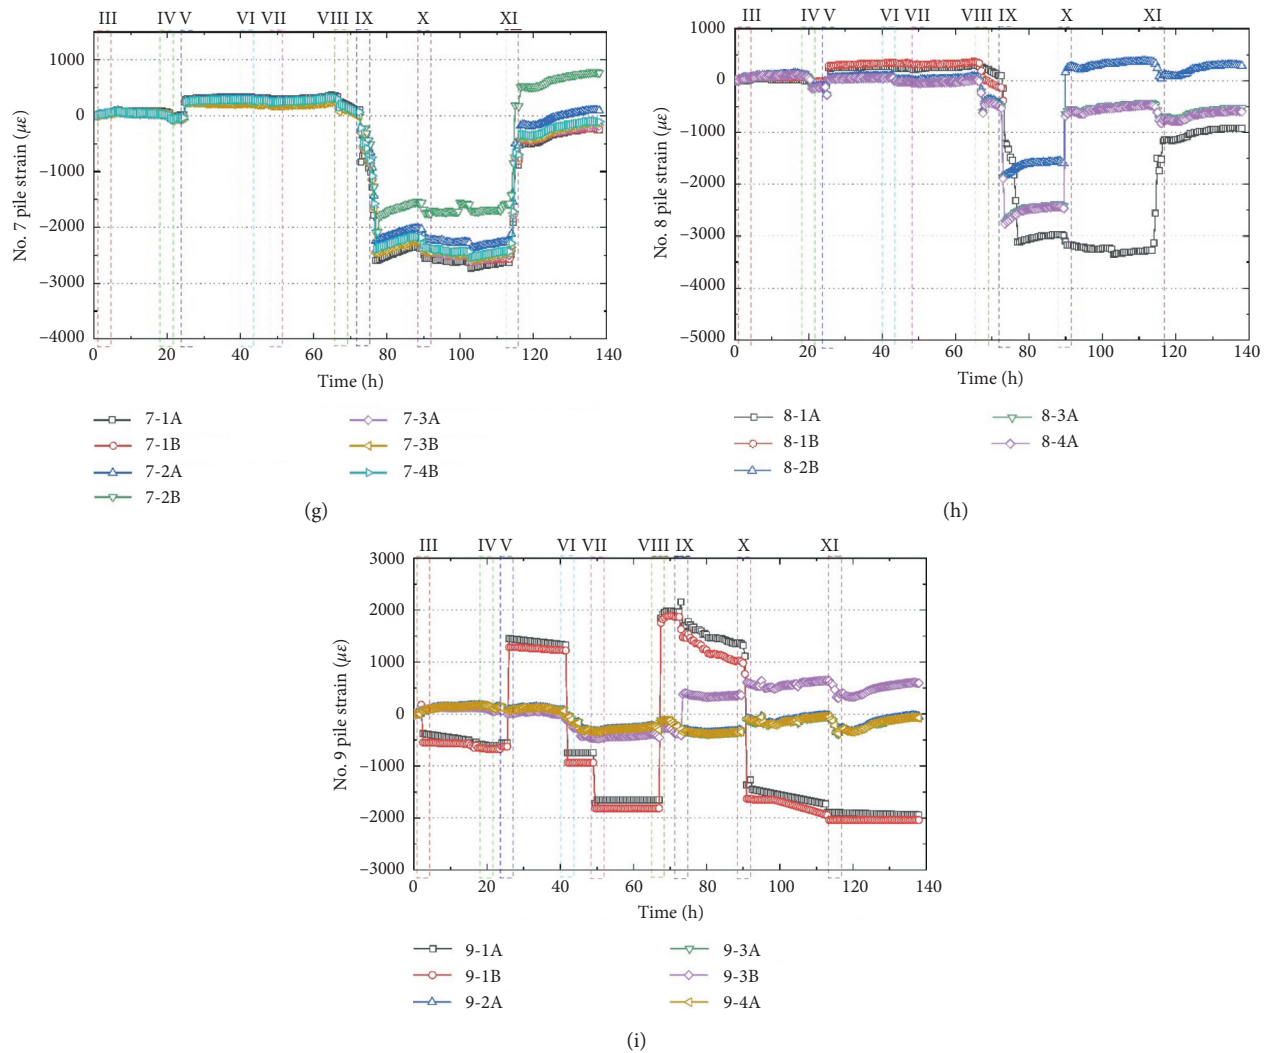 III IV V VI VII VIII IX X XI
1000
0
−1000
−2000
−3000
−4000
No. 7 pile strain (με)
0 20 40 60 80 100 120 140
Time (h)
7-1A
7-1B
7-2A
7-2B
7-3A
7-3B
7-4B
(g)
III IV V VI VII VIII IX X XI
1000
0
−1000
−2000
−3000
−4000
−5000
No. 8 pile strain (με)
0 20 40 60 80 100 120 140
Time (h)
8-1A
8-1B
8-2B
8-3A
8-4A
(h)
III IV V VI VII VIII IX X XI
3000
2000
1000
0
−1000
−2000
−3000
No. 9 pile strain (με)
0 20 40 60 80 100 120 140
Time (h)
9-1A
9-1B
9-2A
9-3A
9-3B
9-4A
(i)